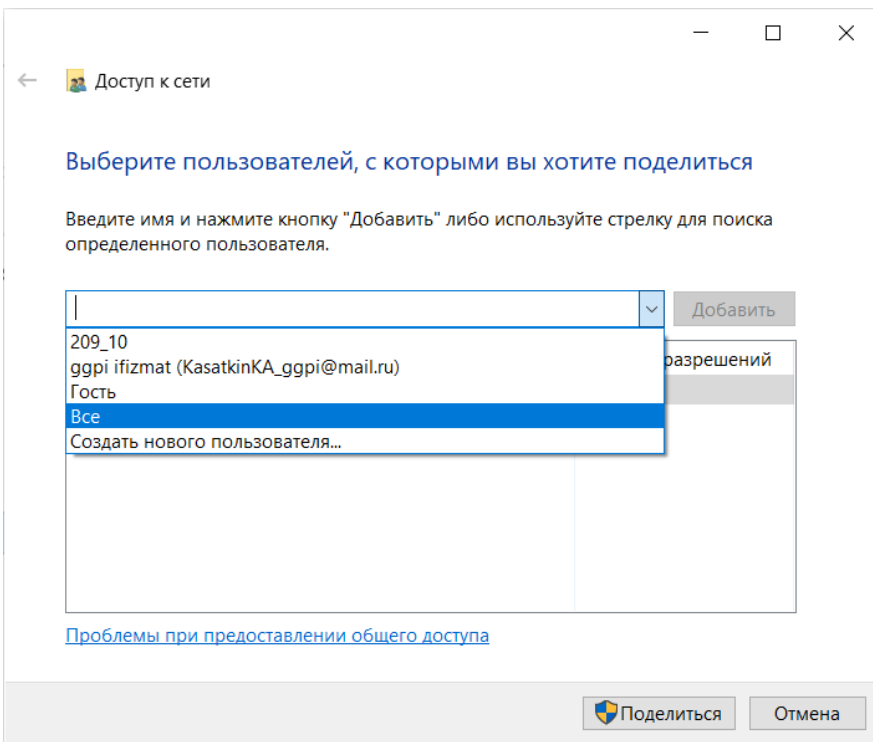 Доступ к сети
Выберите пользователей, с которыми вы хотите поделиться
Введите имя и нажмите кнопку "Добавить" либо используйте стрелку для поиска
определенного пользователя.
Добавить
209_10
ggpi ifizmat (KasatkinKA_ggpi@mail.ru)
разрешений
Гость
Все
Создать нового пользователя...
Проблемы при предоставлении общего доступа
Поделиться
Отмена